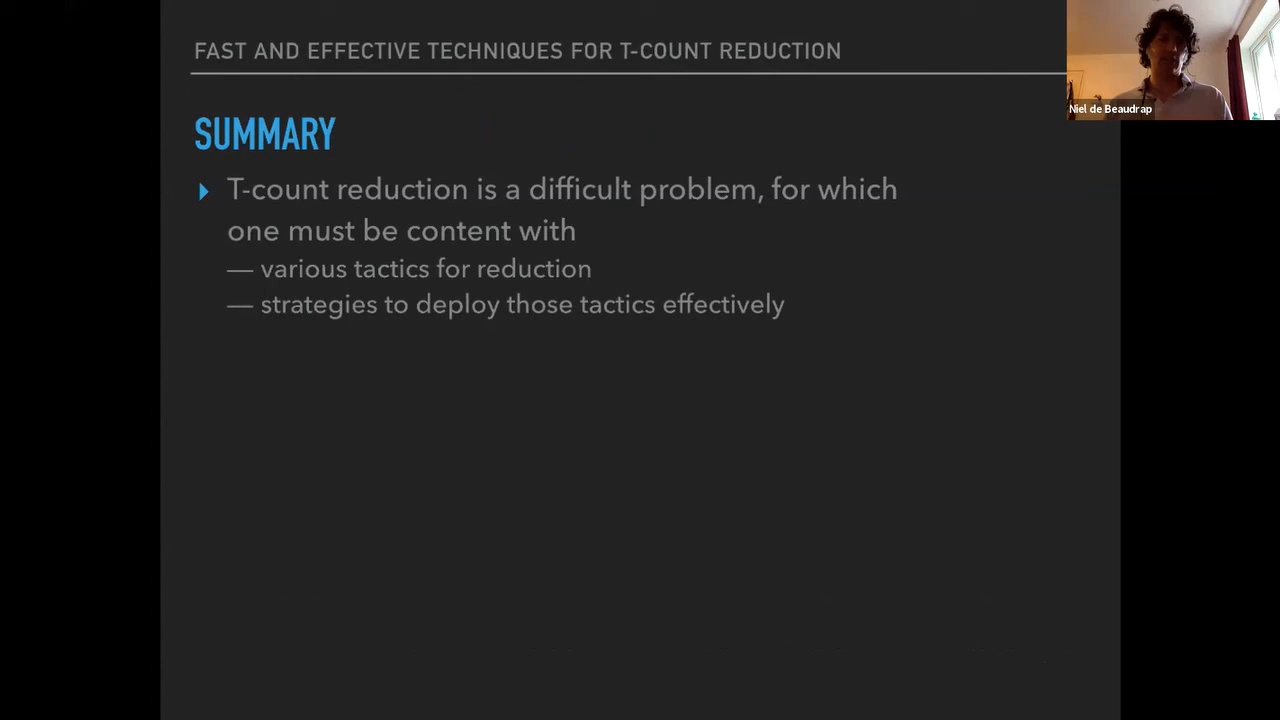 FAST AND EFFECTIVE TECHNIQUES FOR T-COUNT REDUCTION
Niel de Beaudrap
SUMMARY
T-count reduction is a difficult problem, for which
one must be content with
— various tactics for reduction
— strategies to deploy those tactics effectively